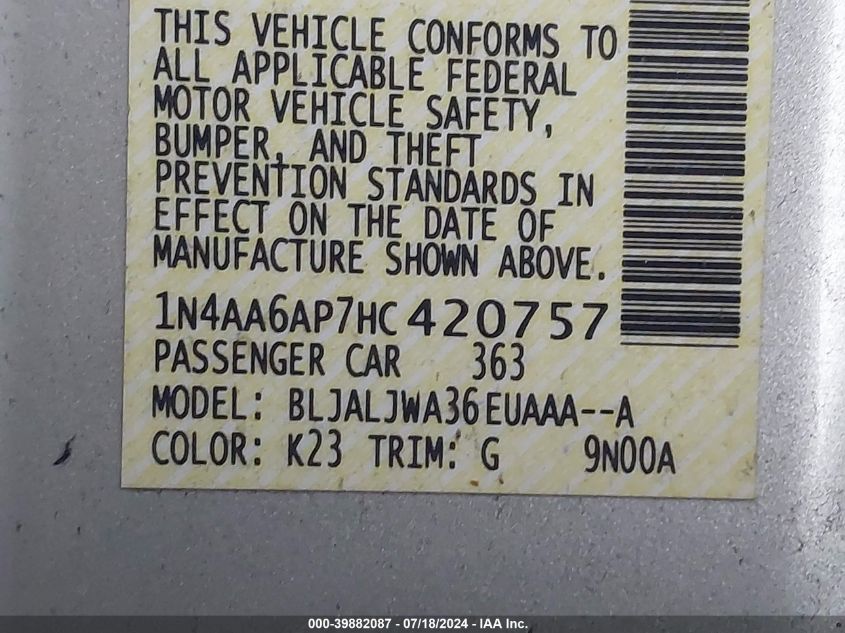 THIS VEHICLE CONFORMS TO
ALL APPLICABLE FEDERAL
MOTOR VEHICLE SAFETY,
BUMPER, AND THEFT
PREVENTION STANDARDS IN
EFFECT ON THE DATE OF
MANUFACTURE SHOWN ABOVE.
1N4AA6AP7HC420757
PASSENGER CAR 363
MODEL: BLJALJWA36EUAAA--A
COLOR: K23 TRIM: G 9N00A
000-39882087 - 07/18/2024 - IAA Inc.